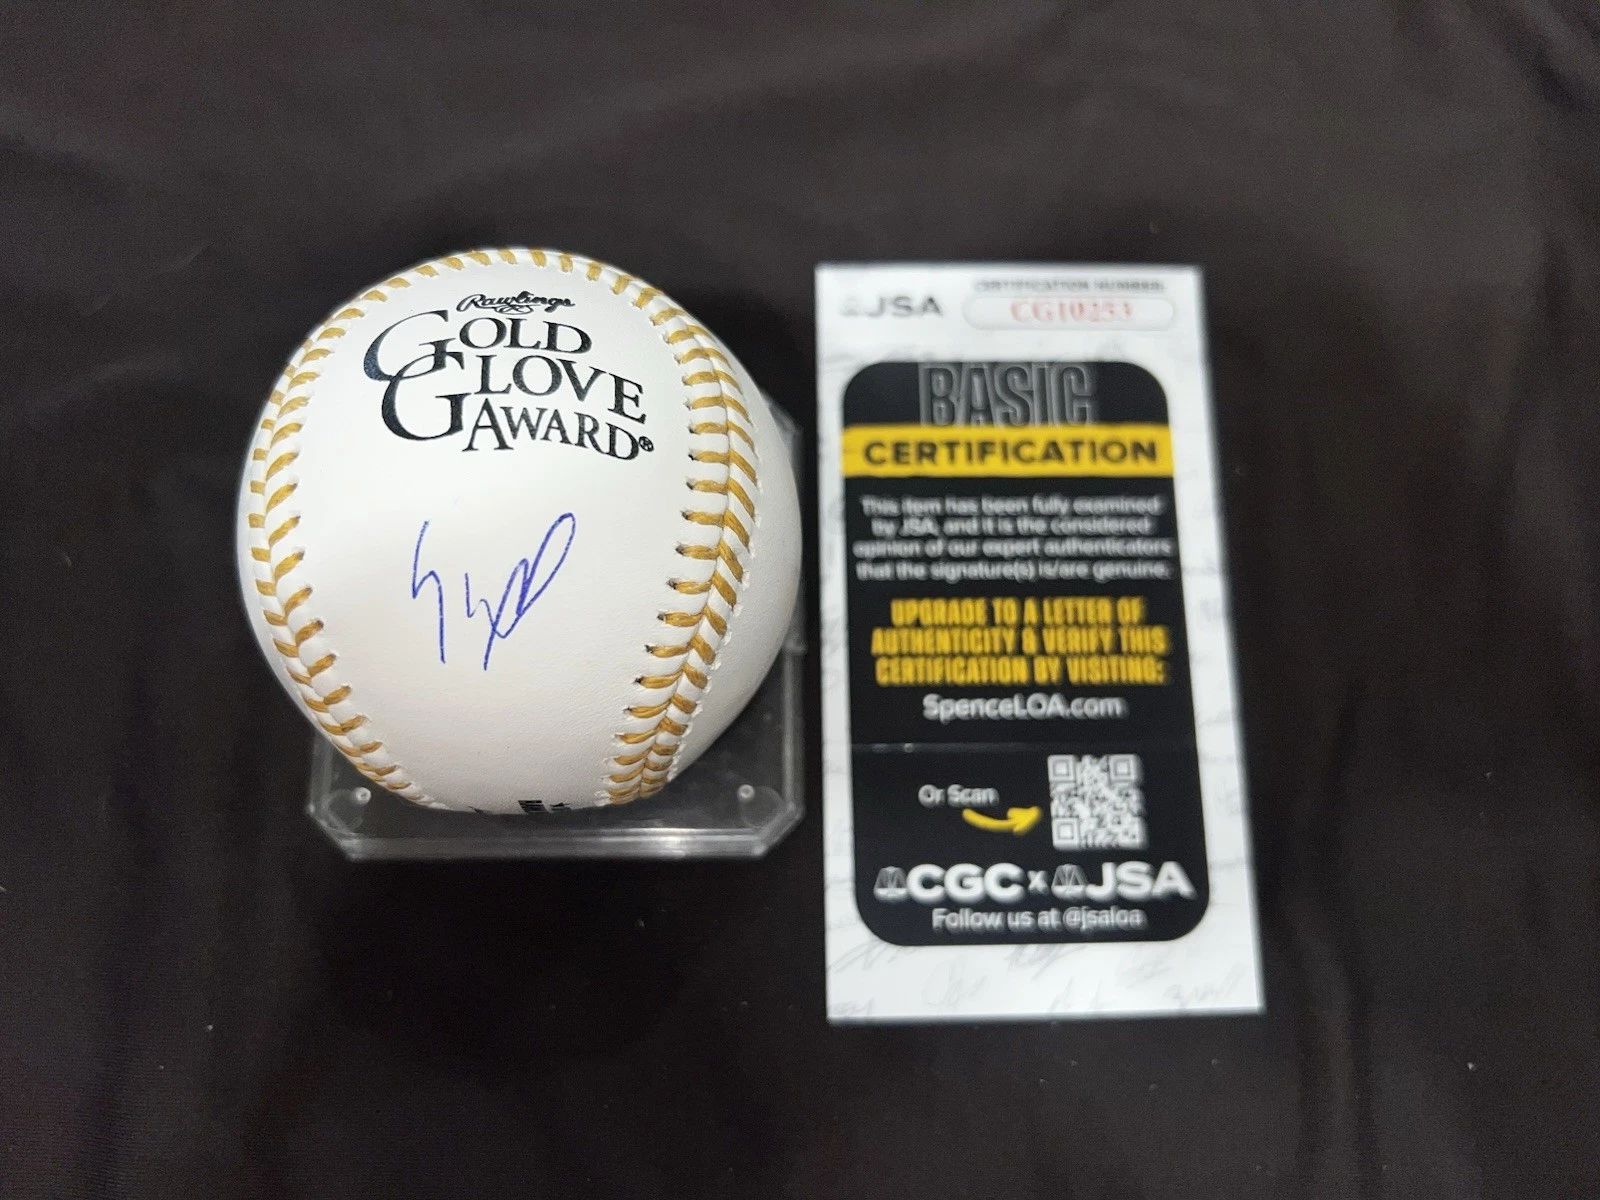 Rawlings
GOLD
GLOVE
AWARD®
JSA
CERTIFICATION NUMBER:
CG10253
BASIC
CERTIFICATION
This item has been fully examined
by JSA, and it is the considered
opinion of our expert authenticators
that the signature(s) is/are genuine.
UPGRADE TO A LETTER OF
AUTHENTICITY & VERIFY THIS
CERTIFICATION BY VISITING:
SpenceLOA.com
Or Scan
CGC x JSA
Follow us at @jsaloa